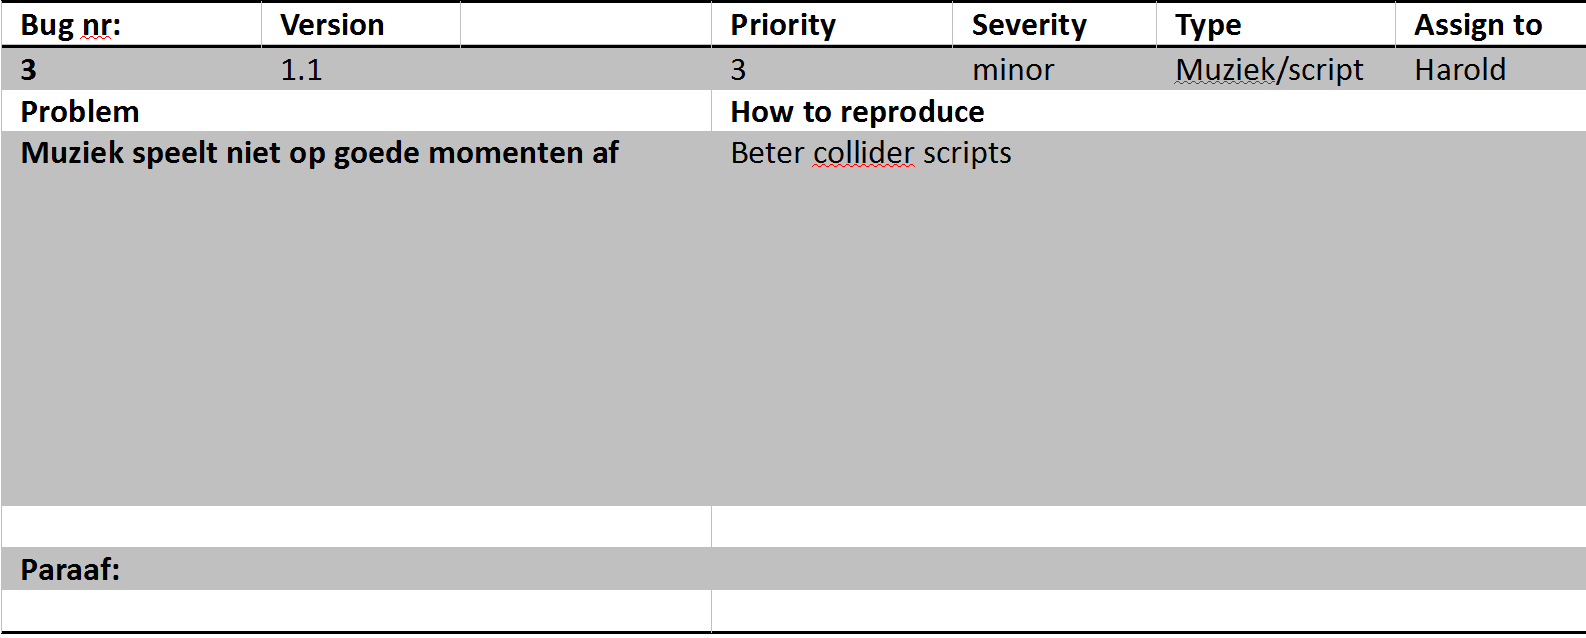 Bug nr: Version Priority Severity Type Assign to
3 1.1 3 minor Muziek/script Harold
Problem How to reproduce
Muziek speelt niet op goede momenten af Beter collider scripts
Paraaf: